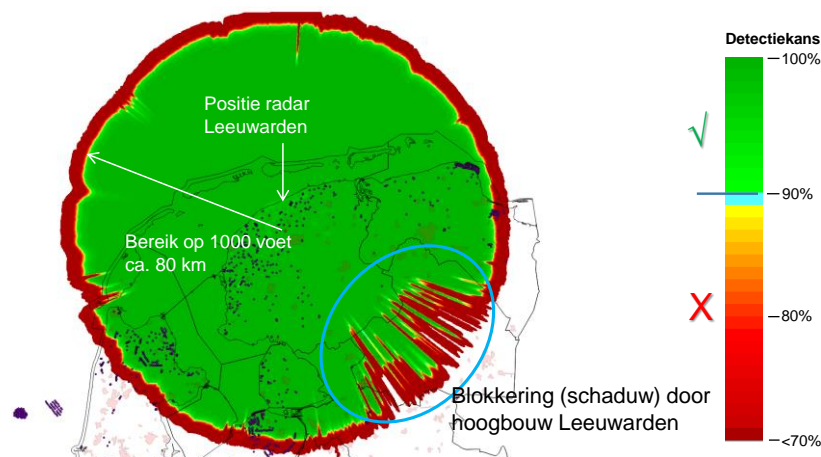 Positie radar
Leeuwarden
Bereik op 1000 voet
ca. 80 km
Blokkering (schaduw) door
hoogbouw Leeuwarden
Detectiekans
100%
√
90%
X
80%
<70%